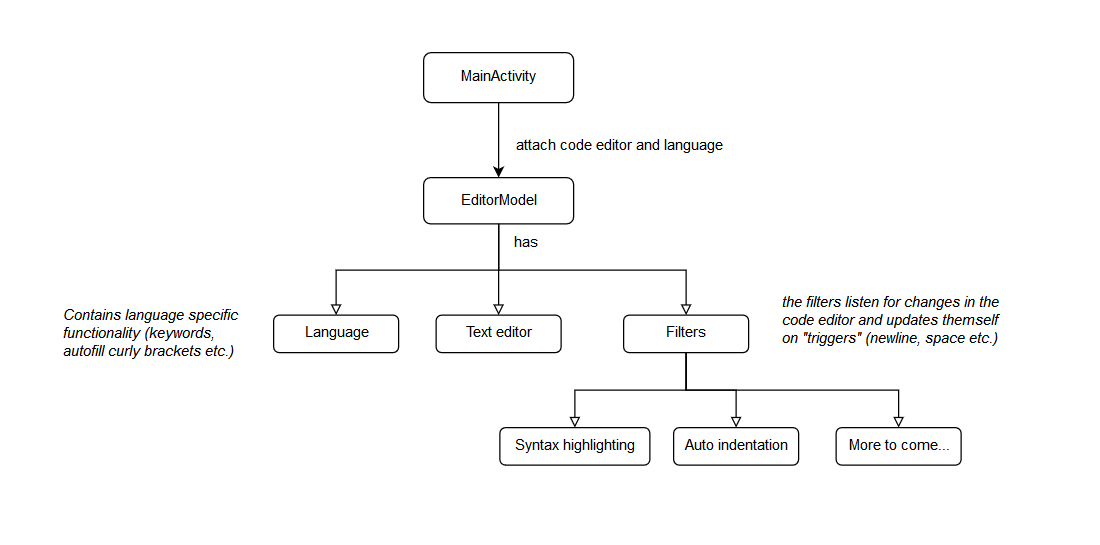 MainActivity
attach code editor and language
EditorModel
has
Contains language specific
functionality (keywords,
autofill curly brackets etc.)
Language
Text editor
Filters
the filters listen for changes in the
code editor and updates themself
on "triggers" (newline, space etc.)
Syntax highlighting
Auto indentation
More to come...